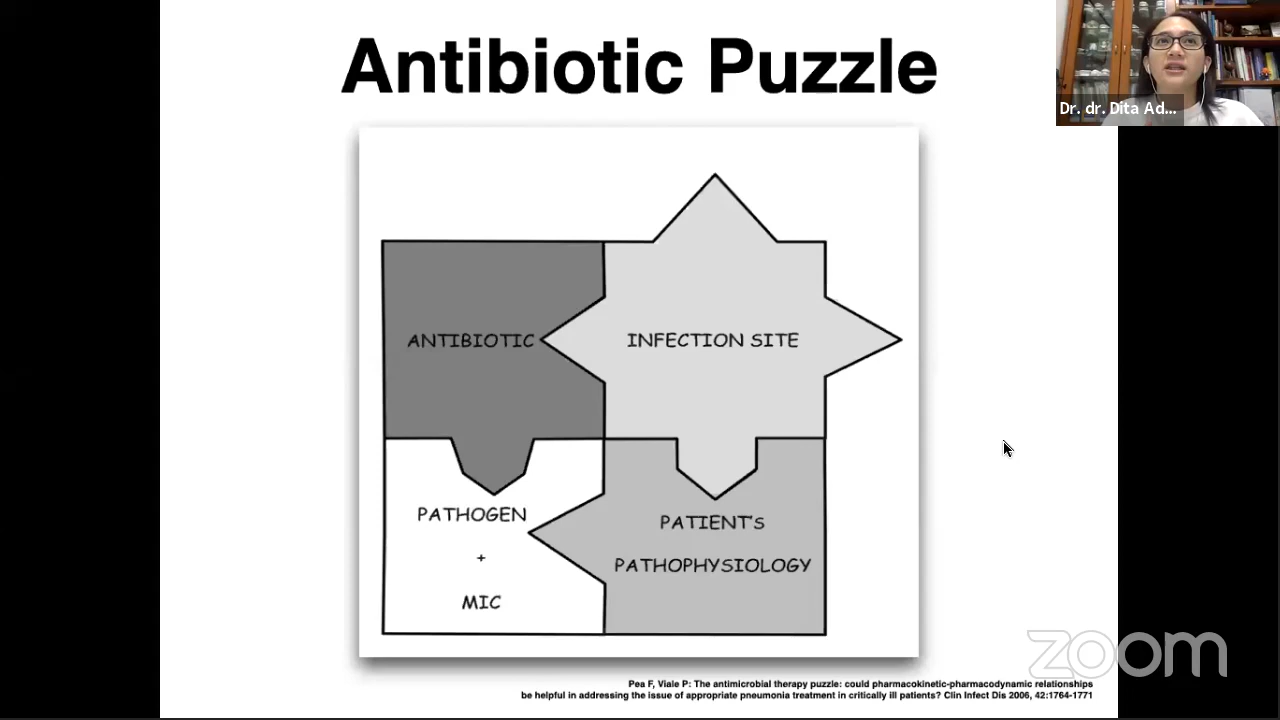 Antibiotic Puzzle
Dr. dr. Dita Ad...
ANTIBIOTIC
INFECTION SITE
PATHOGEN
+
MIC
PATIENT'S
PATHOPHYSIOLOGY
zoom
Pea F, Viale P: The antimicrobial therapy puzzle: could pharmacokinetic-pharmacodynamic relationships
be helpful in addressing the issue of appropriate pneumonia treatment in critically ill patients? Clin Infect Dis 2006, 42:1764-1771